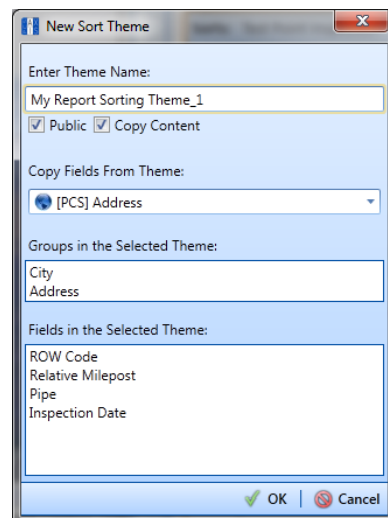 New Sort Theme
Enter Theme Name:
My Report Sorting Theme_1
Public Copy Content
Copy Fields From Theme:
[PCS] Address
Groups in the Selected Theme:
City
Address
Fields in the Selected Theme:
ROW Code
Relative Milepost
Pipe
Inspection Date
OK Cancel